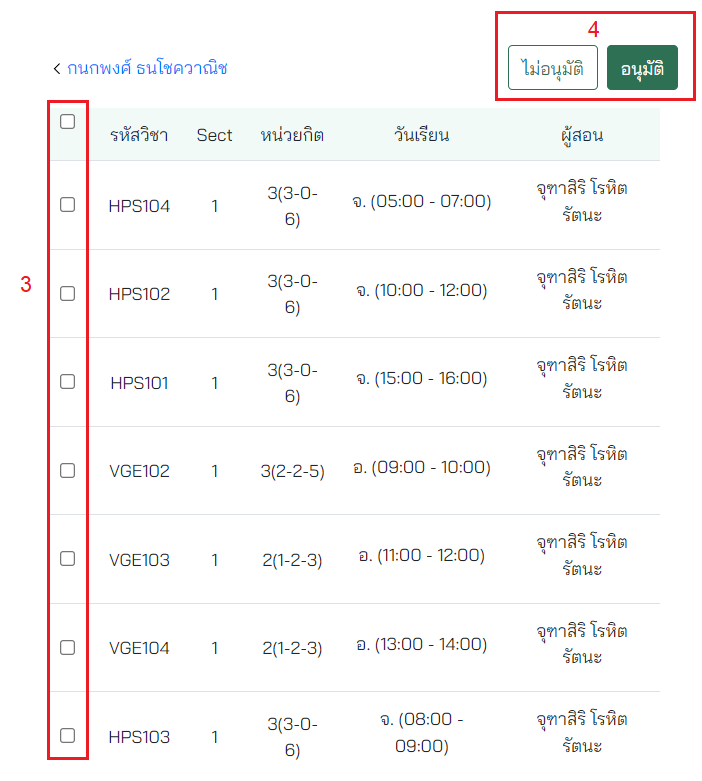 4
ไม่อนุมัติ อนุมัติ
กนกพงศ์ ธนโชควาณิช
รหัสวิชา Sect หน่วยกิต วันเรียน ผู้สอน
HPS104 1 3(3-0-6) จ. (05:00 - 07:00) จุฑาสิริ โรหิตรัตนะ
3
HPS102 1 3(3-0-6) จ. (10:00 - 12:00) จุฑาสิริ โรหิตรัตนะ
HPS101 1 3(3-0-6) จ. (15:00 - 16:00) จุฑาสิริ โรหิตรัตนะ
VGE102 1 3(2-2-5) อ. (09:00 - 10:00) จุฑาสิริ โรหิตรัตนะ
VGE103 1 2(1-2-3) อ. (11:00 - 12:00) จุฑาสิริ โรหิตรัตนะ
VGE104 1 2(1-2-3) อ. (13:00 - 14:00) จุฑาสิริ โรหิตรัตนะ
HPS103 1 3(3-0-6) จ. (08:00 - 09:00) จุฑาสิริ โรหิตรัตนะ